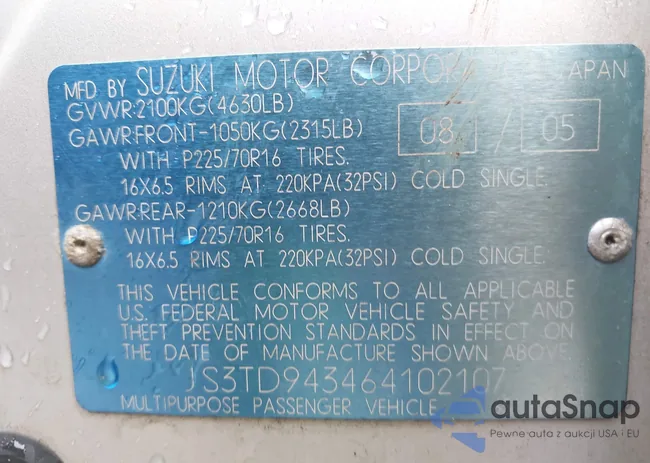 MFD BY SUZUKI MOTOR JAPAN
GVWR:2100KG(4630LB)
GAWR:FRONT-1050KG(2315LB) 08 / 05
WITH P225/70R16 TIRES.
16X6.5 RIMS AT 220KPA(32PSI) COLD SINGLE.
GAWR:REAR-1210KG(2668LB)
WITH P225/70R16 TIRES.
16X6.5 RIMS AT 220KPA(32PSI) COLD SINGLE.
THIS VEHICLE CONFORMS TO ALL APPLICABLE
U.S. FEDERAL MOTOR VEHICLE SAFETY AND
THEFT PREVENTION STANDARDS IN EFFECT ON
THE DATE OF MANUFACTURE SHOWN ABOVE.
JS3TD943464102107
MULTIPURPOSE PASSENGER VEHICLE
autaSnap
Pewne auta z aukcji USA i EU